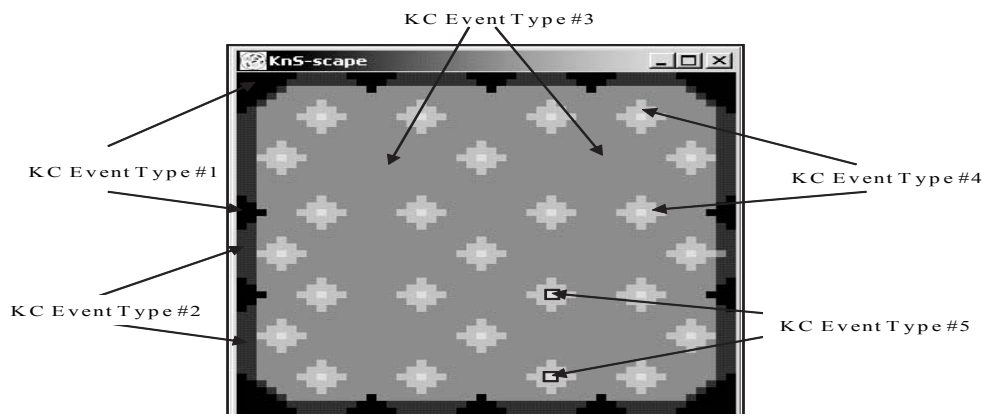 KC Event Type #3
KnS-scape
KC Event Type #1
KC Event Type #4
KC Event Type #2
KC Event Type #5